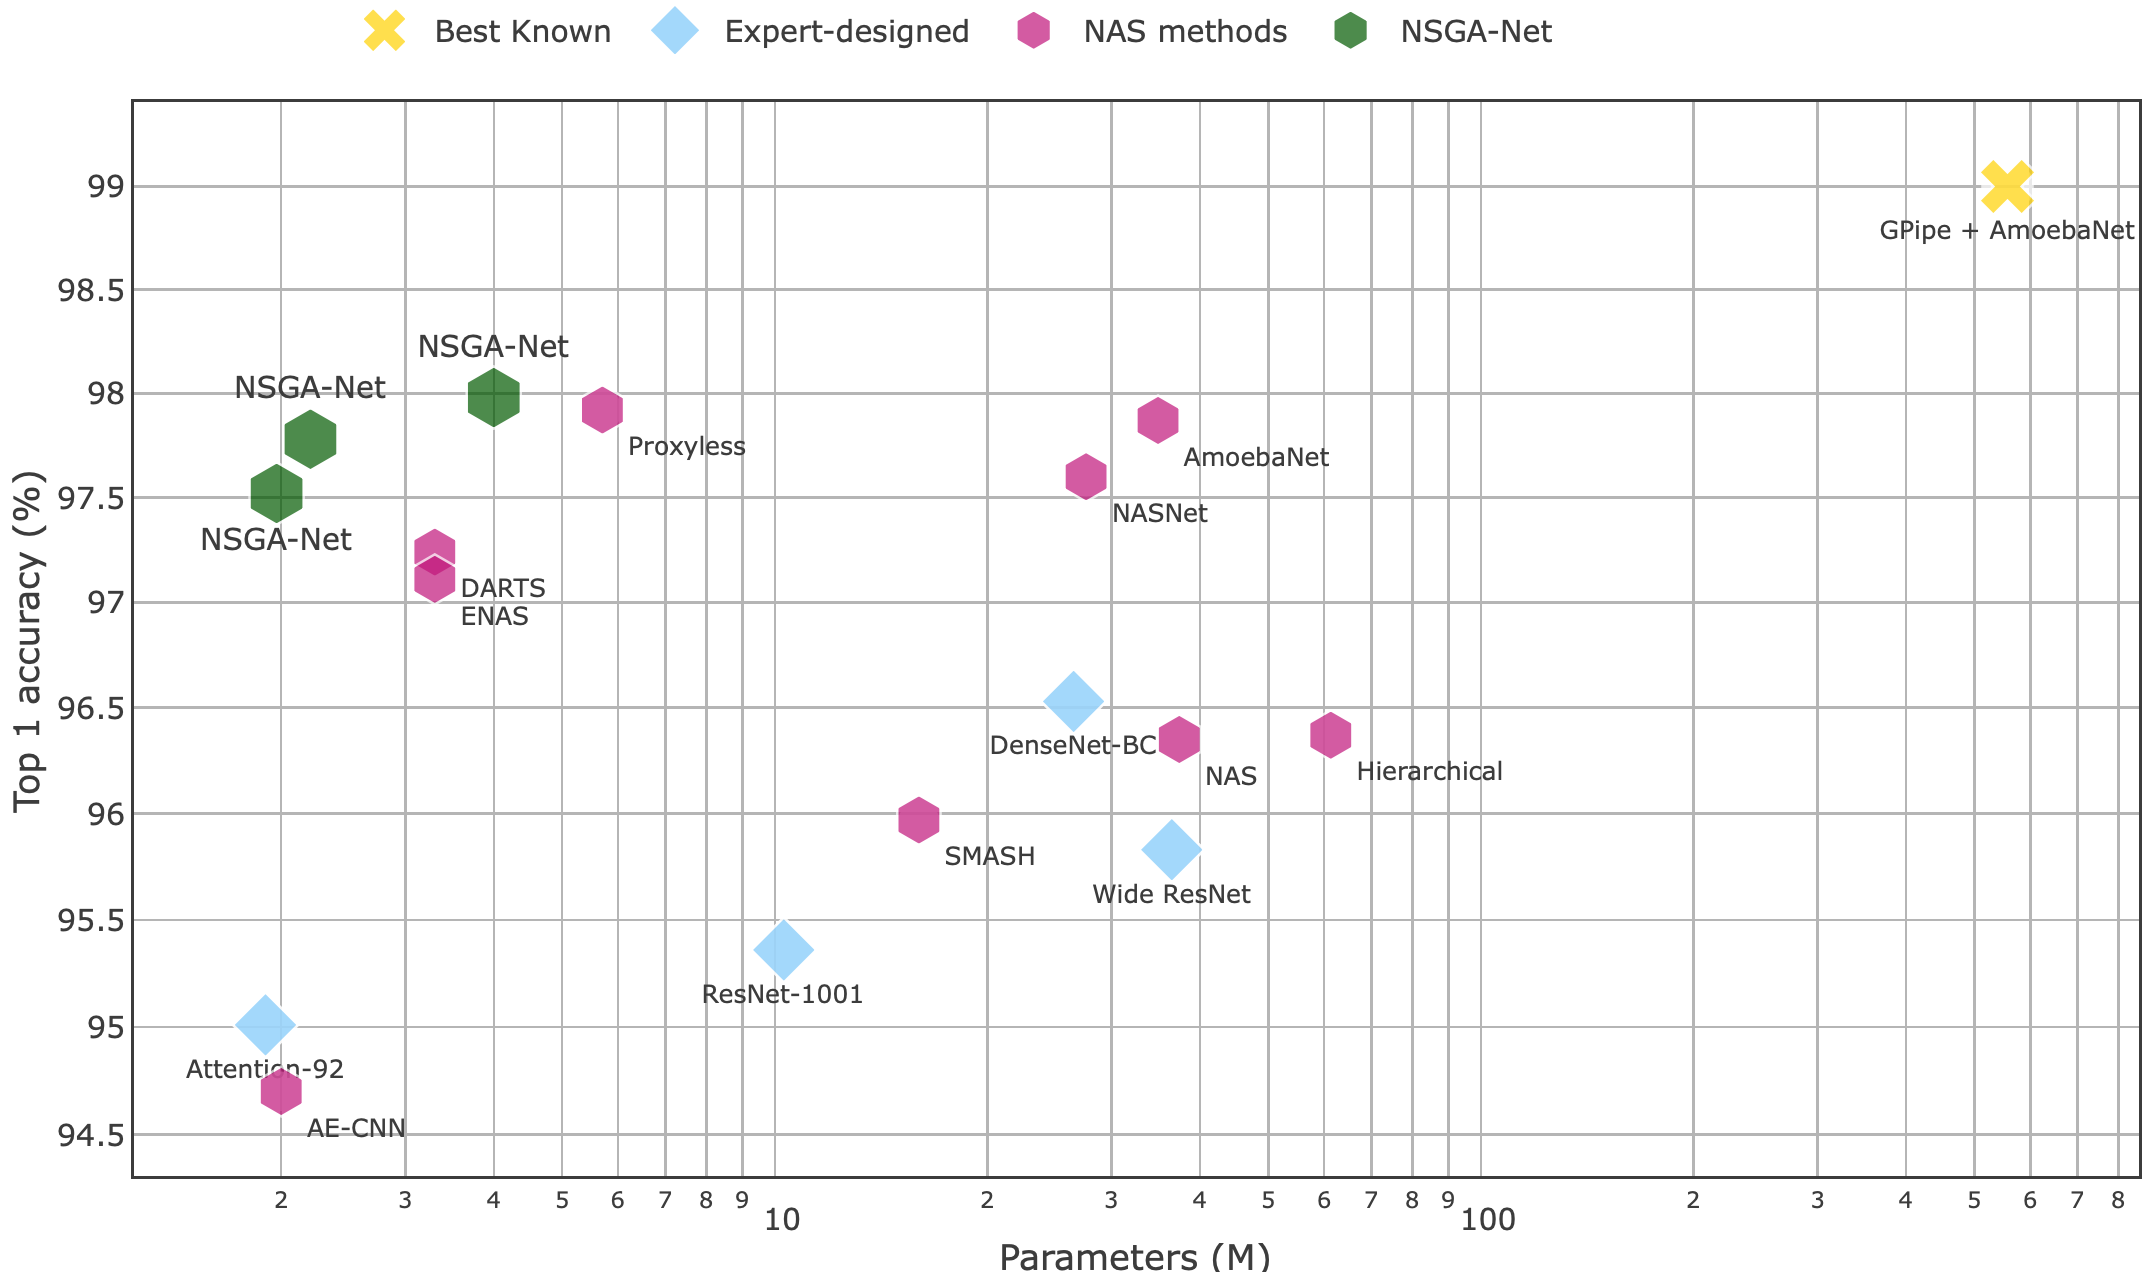 Best Known
Expert-designed
NAS methods
NSGA-Net
Top 1 accuracy (%)
99
98.5
98
97.5
97
96.5
96
95.5
95
94.5
GPipe + AmoebaNet
NSGA-Net
NSGA-Net
NSGA-Net
Proxyless
AmoebaNet
NASNet
DARTS
ENAS
DenseNet-BC
NAS
Hierarchical
SMASH
Wide ResNet
ResNet-1001
Attention-92
AE-CNN
2 3 4 5 6 7 8 9 10 2 3 4 5 6 7 8 9 100 2 3 4 5 6 7 8
Parameters (M)